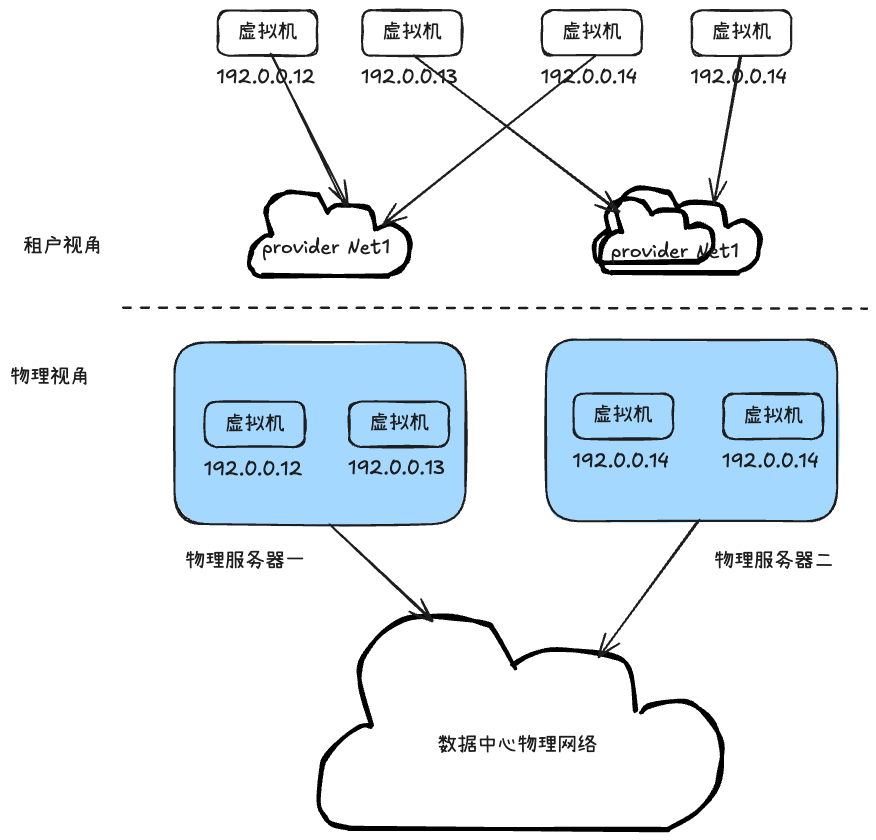 虚拟机 虚拟机 虚拟机 虚拟机
192.0.0.12 192.0.0.13 192.0.0.14 192.0.0.14
租户视角
provider Net1 provider Net1
物理视角
虚拟机 虚拟机 虚拟机 虚拟机
192.0.0.12 192.0.0.13 192.0.0.14 192.0.0.14
物理服务器一 物理服务器二
数据中心物理网络